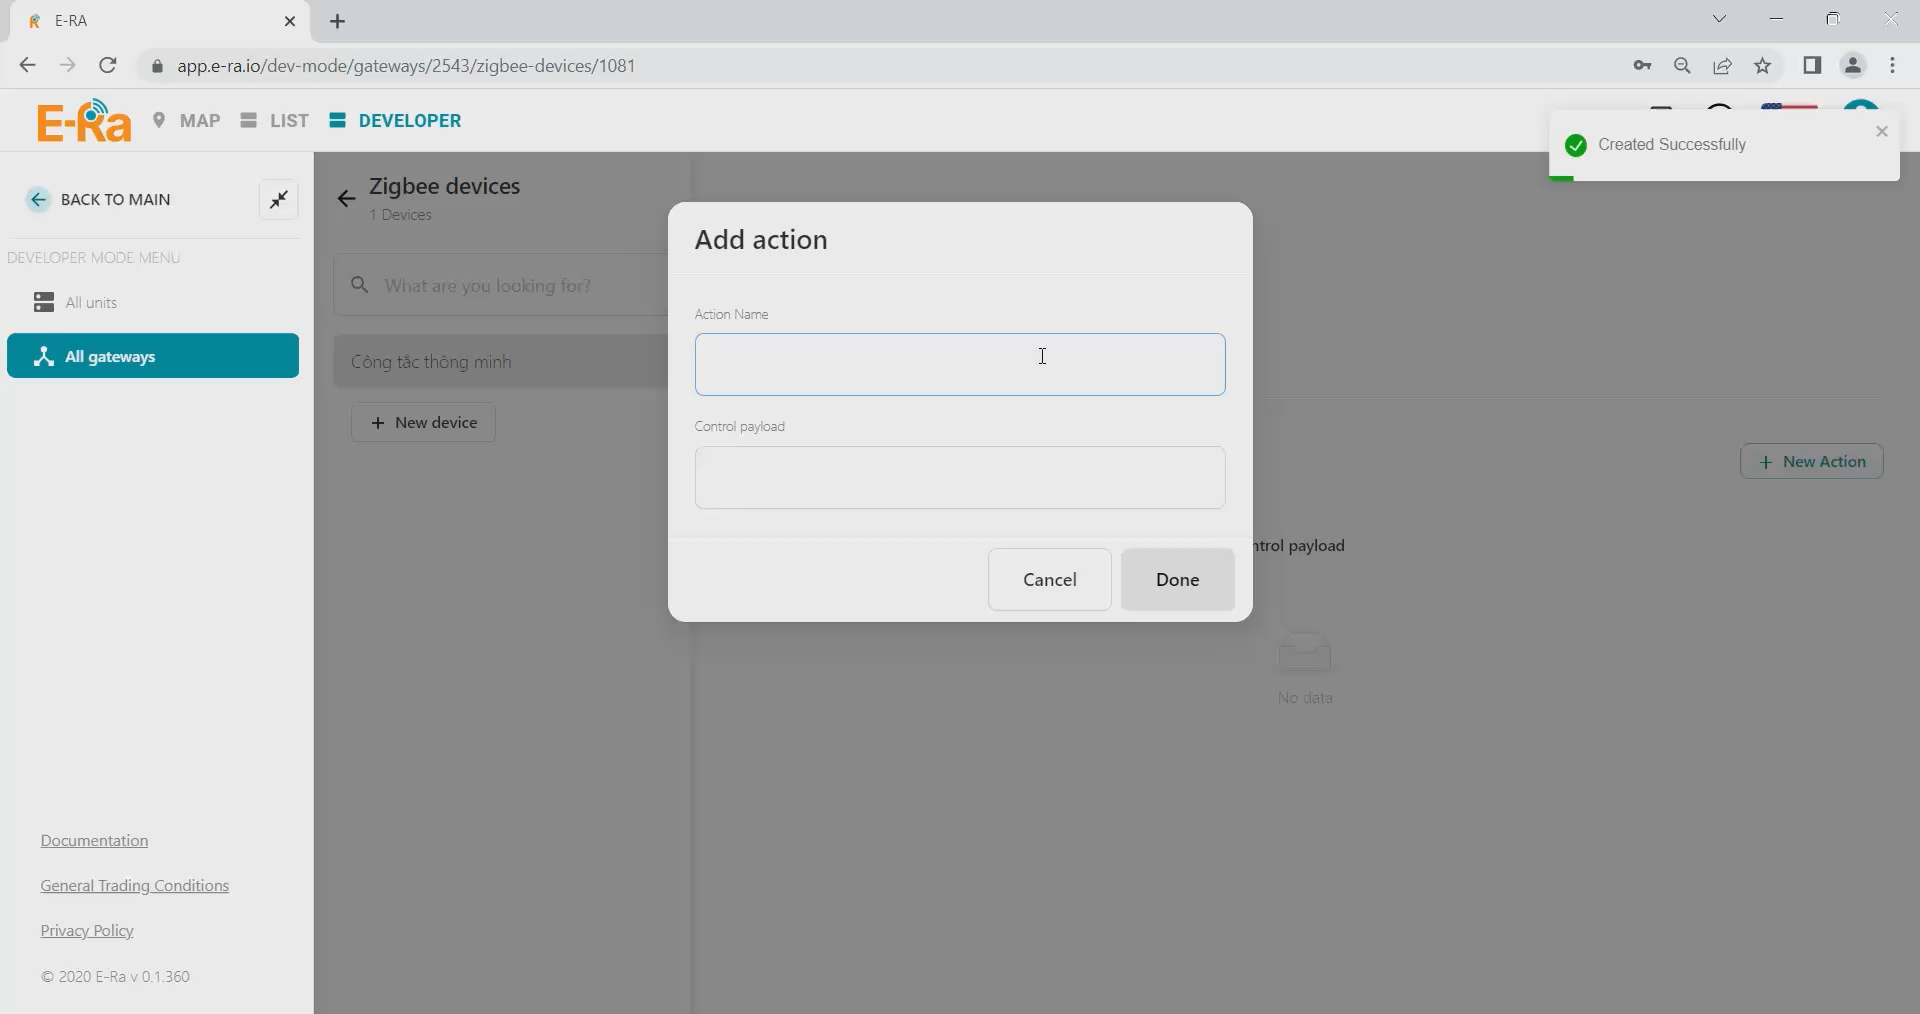 E-RA
app.e-ra.io/dev-mode/gateways/2543/zigbee-devices/1081
E-Ra
MAP
LIST
DEVELOPER
Created Successfully
BACK TO MAIN
Zigbee devices
1 Devices
DEVELOPER MODE MENU
All units
All gateways
What are you looking for?
Công tắc thông minh
New device
Add action
Action Name
Control payload
Cancel
Done
New Action
ntrol payload
No data
Documentation
General Trading Conditions
Privacy Policy
© 2020 E-Ra v 0.1.360